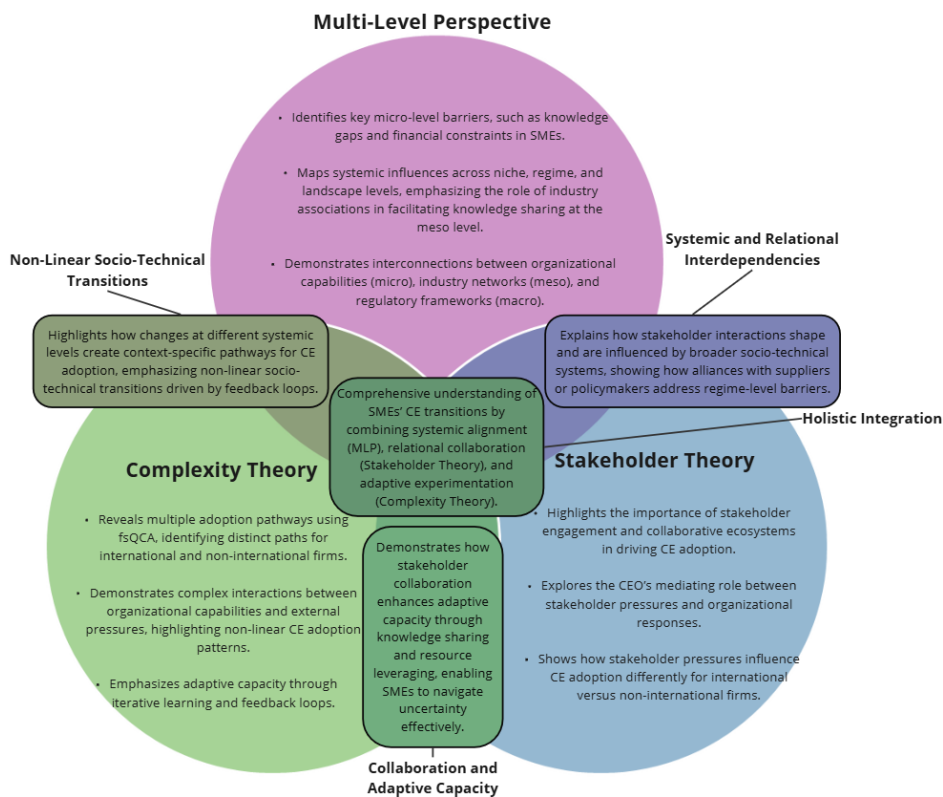 Multi-Level Perspective
• Identifies key micro-level barriers, such as knowledge
gaps and financial constraints in SMEs.
• Maps systemic influences across niche, regime, and
landscape levels, emphasizing the role of industry
associations in facilitating knowledge sharing at the
meso level.
• Demonstrates interconnections between organizational
capabilities (micro), industry networks (meso), and
regulatory frameworks (macro).
Non-Linear Socio-Technical
Transitions
Systemic and Relational
Interdependencies
Highlights how changes at different systemic
levels create context-specific pathways for CE
adoption, emphasizing non-linear socio-
technical transitions driven by feedback loops.
Explains how stakeholder interactions shape
and are influenced by broader socio-technical
systems, showing how alliances with suppliers
or policymakers address regime-level barriers.
Comprehensive understanding of
SMEs’ CE transitions by
combining systemic alignment
(MLP), relational collaboration
(Stakeholder Theory), and
adaptive experimentation
(Complexity Theory).
Holistic Integration
Complexity Theory
• Reveals multiple adoption pathways using
fsQCA, identifying distinct paths for
international and non-international firms.
• Demonstrates complex interactions between
organizational capabilities and external
pressures, highlighting non-linear CE adoption
patterns.
• Emphasizes adaptive capacity through
iterative learning and feedback loops.
Stakeholder Theory
• Highlights the importance of stakeholder
engagement and collaborative ecosystems
in driving CE adoption.
• Explores the CEO’s mediating role between
stakeholder pressures and organizational
responses.
• Shows how stakeholder pressures influence
CE adoption differently for international
versus non-international firms.
Demonstrates how
stakeholder
collaboration
enhances adaptive
capacity through
knowledge sharing
and resource
leveraging, enabling
SMEs to navigate
uncertainty
effectively.
Collaboration and
Adaptive Capacity